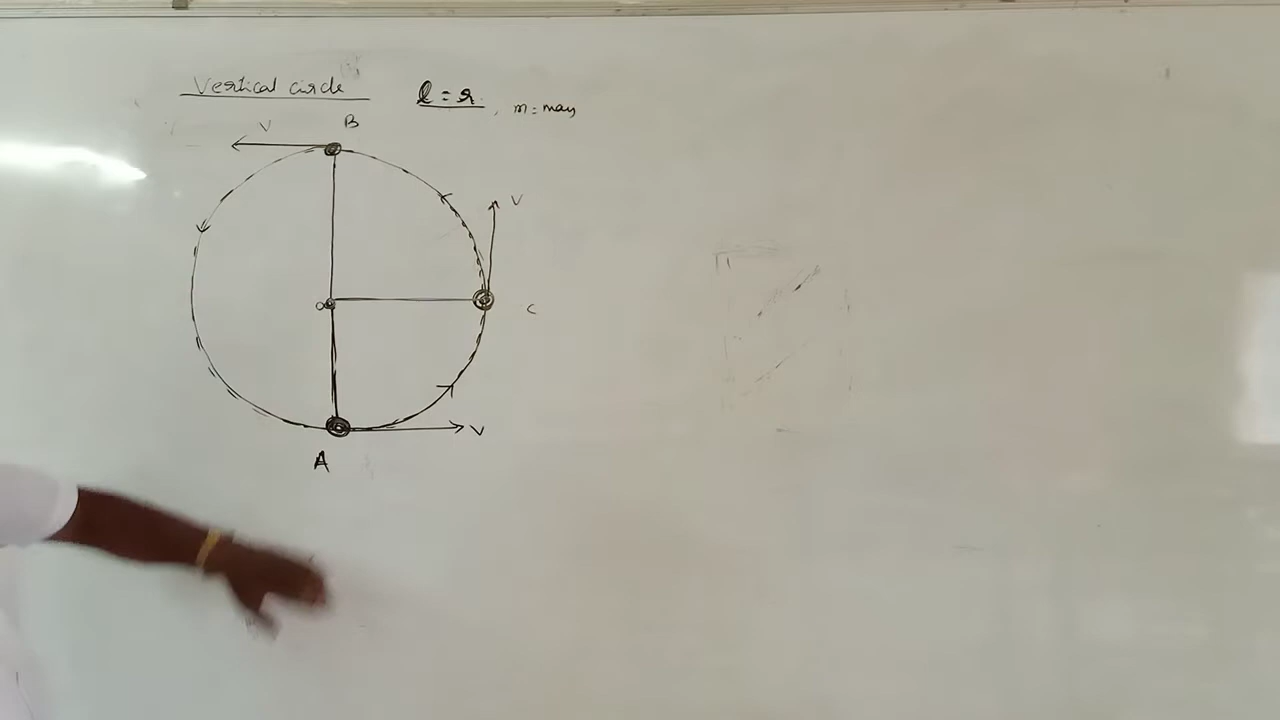 Vertical circle
l = r, m = mass
V
B
V
O
C
V
A